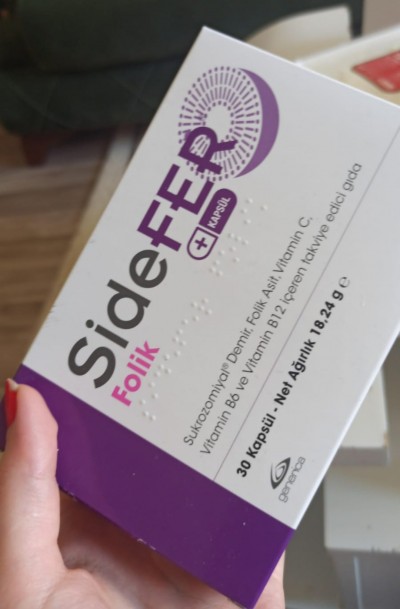 SideFER
KAPSÜL
Folik
Sukrozomiyal® Demir, Folik Asit, Vitamin C,
Vitamin B6 ve Vitamin B12 içeren takviye edici gıda
30 Kapsül - Net Ağırlık 18,24 g ℮
genenca